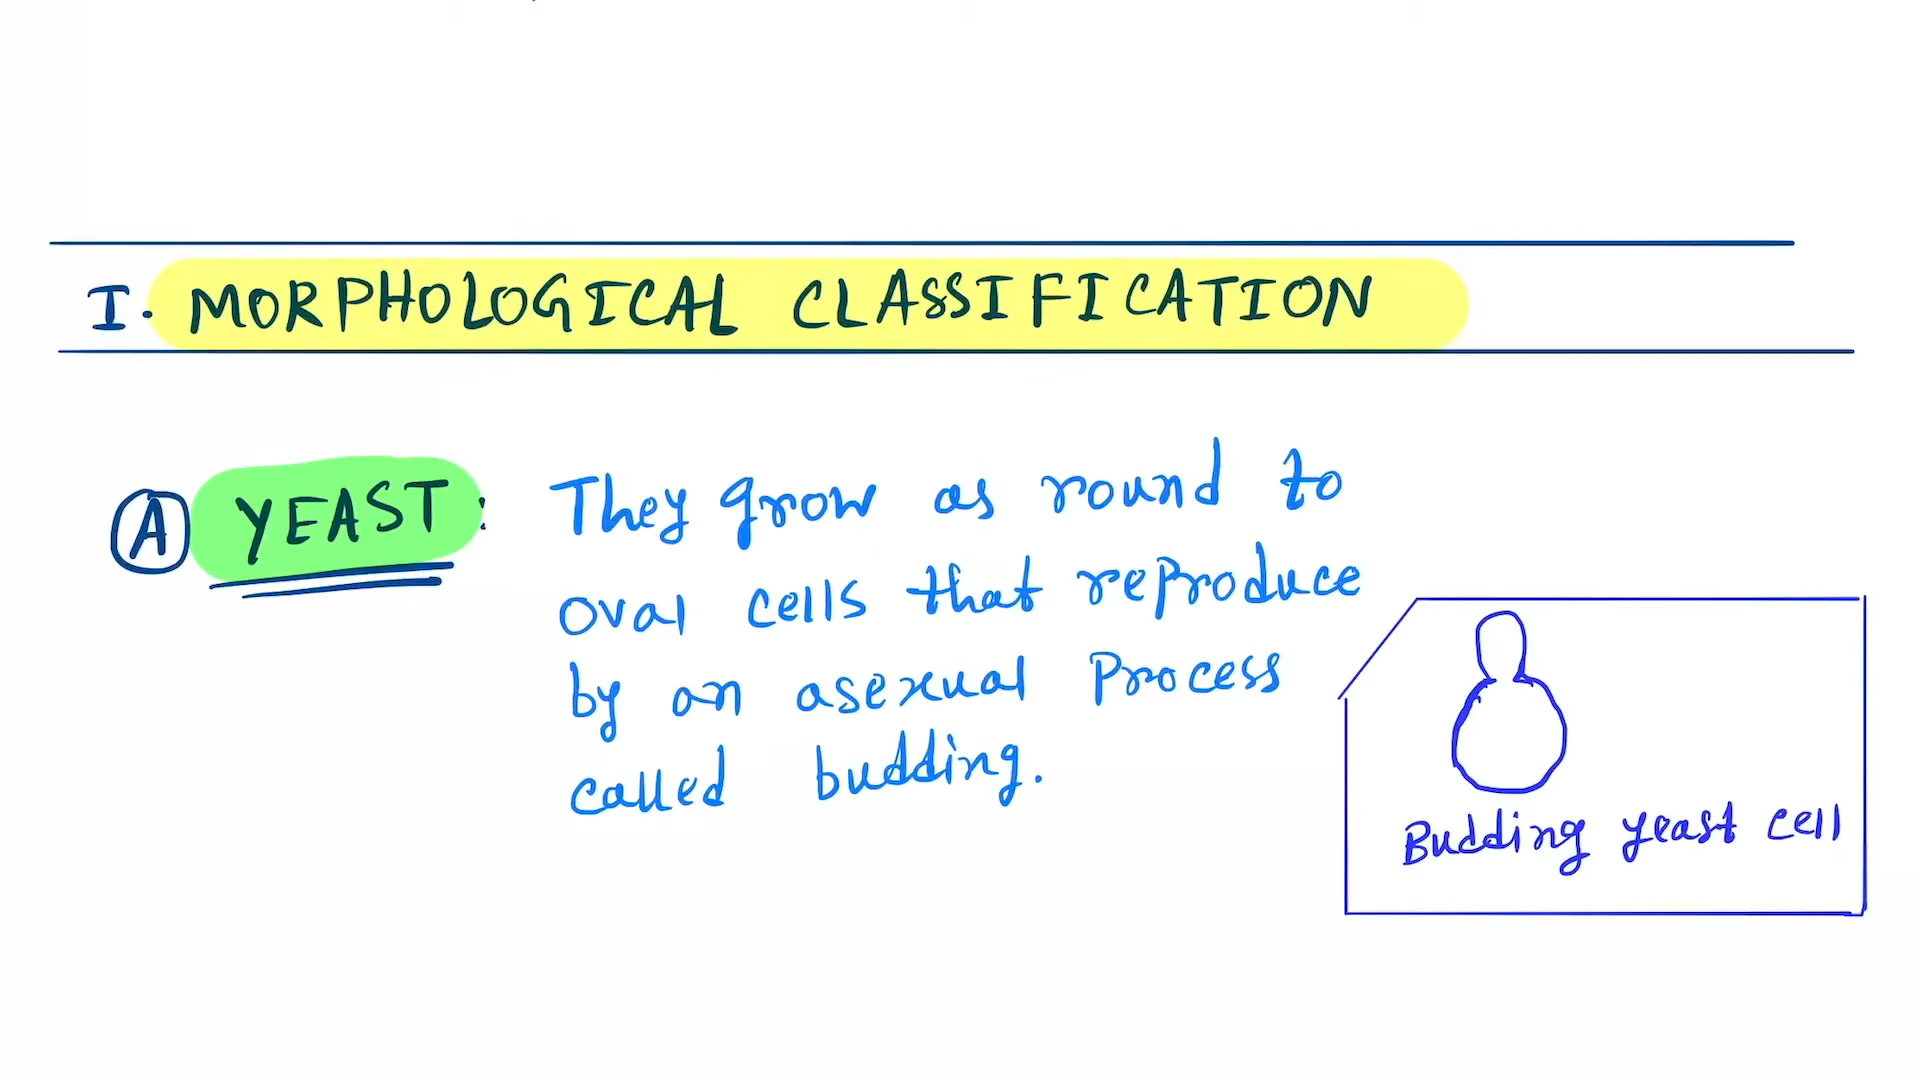 I. MORPHOLOGICAL CLASSIFICATION
A YEAST: They grow as round to
oval cells that reproduce
by an asexual process
called budding.
Budding yeast cell